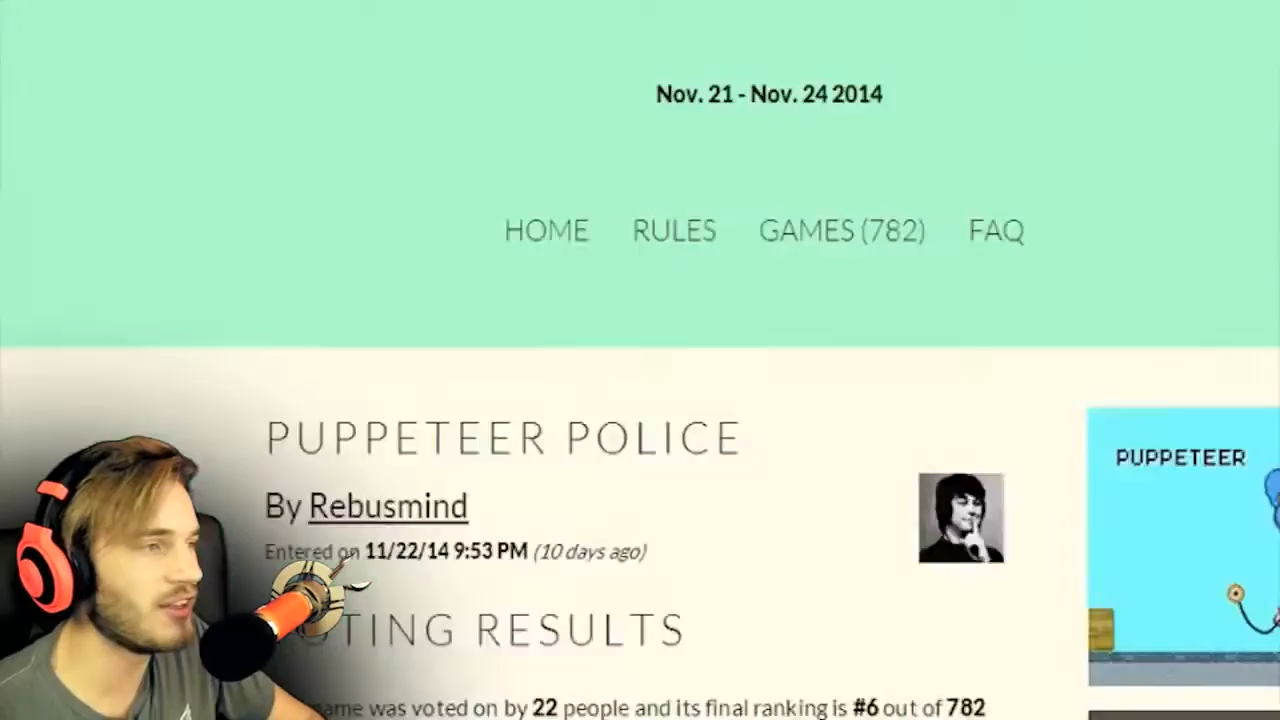 Nov. 21 - Nov. 24 2014
HOME RULES GAMES (782) FAQ
PUPPETEER POLICE
By Rebusmind
Entered on 11/22/14 9:53 PM (10 days ago)
PUPPETEER
TING RESULTS
ame was voted on by 22 people and its final ranking is #6 out of 782